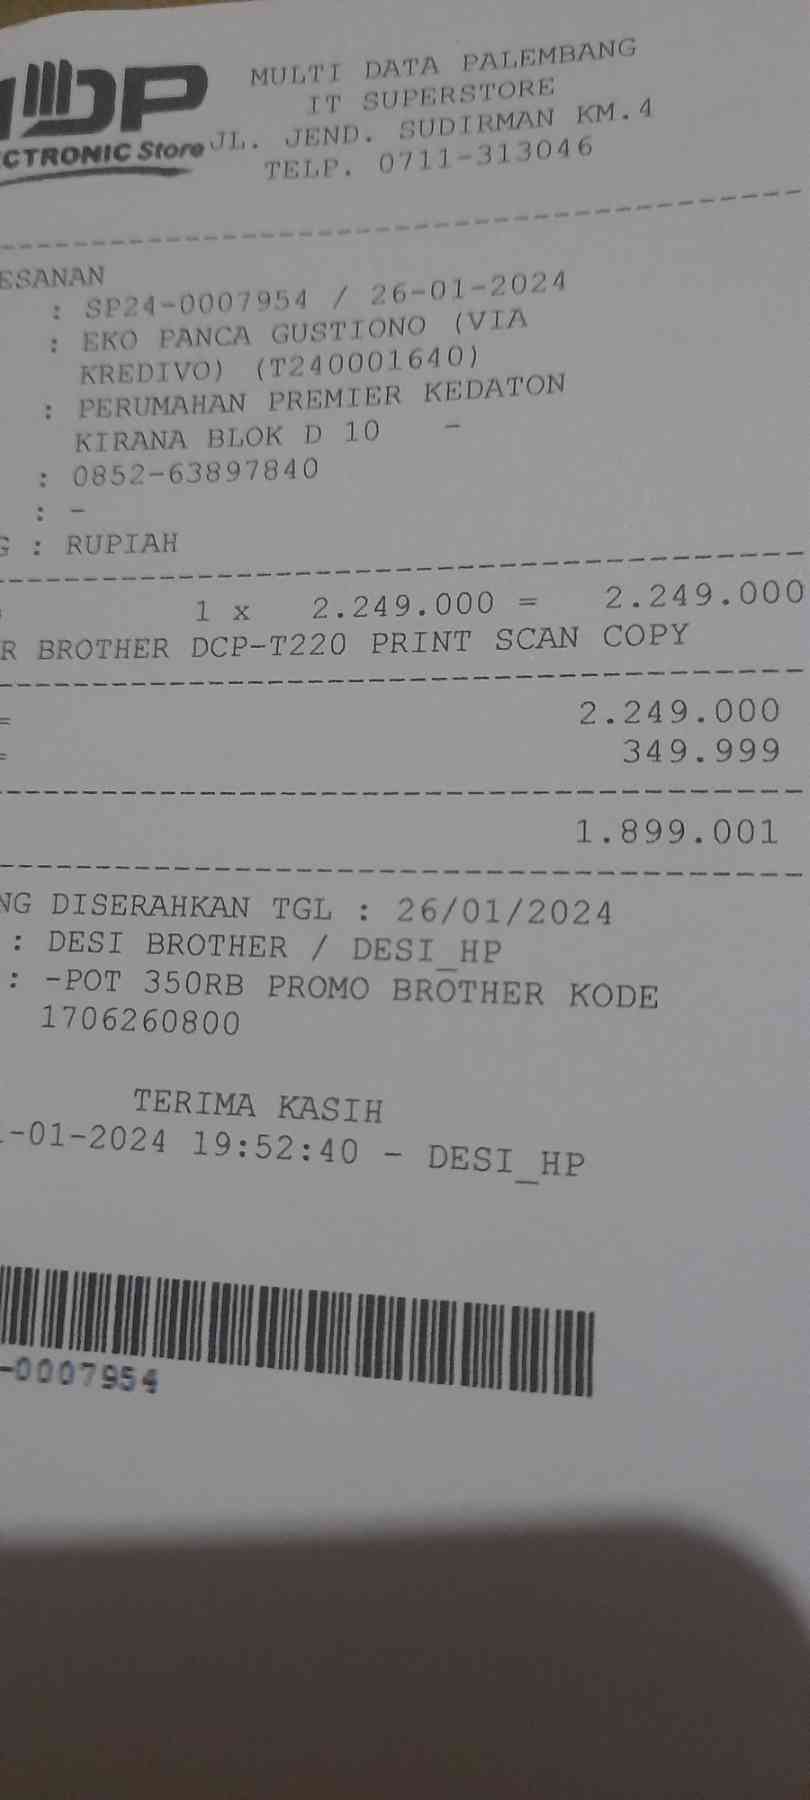 MULTI DATA PALEMBANG
IT SUPERSTORE
JL. JEND. SUDIRMAN KM.4
TELP. 0711-313046
DP
CTRONIC Store
ESANAN
: SP24-0007954 / 26-01-2024
: EKO PANCA GUSTIONO (VIA
KREDIVO) (T240001640)
: PERUMAHAN PREMIER KEDATON
KIRANA BLOK D 10 -
: 0852-63897840
: -
G : RUPIAH
1 x 2.249.000 = 2.249.000
R BROTHER DCP-T220 PRINT SCAN COPY
= 2.249.000
= 349.999
1.899.001
NG DISERAHKAN TGL : 26/01/2024
: DESI BROTHER / DESI_HP
: -POT 350RB PROMO BROTHER KODE
1706260800
TERIMA KASIH
-01-2024 19:52:40 - DESI_HP
-0007954